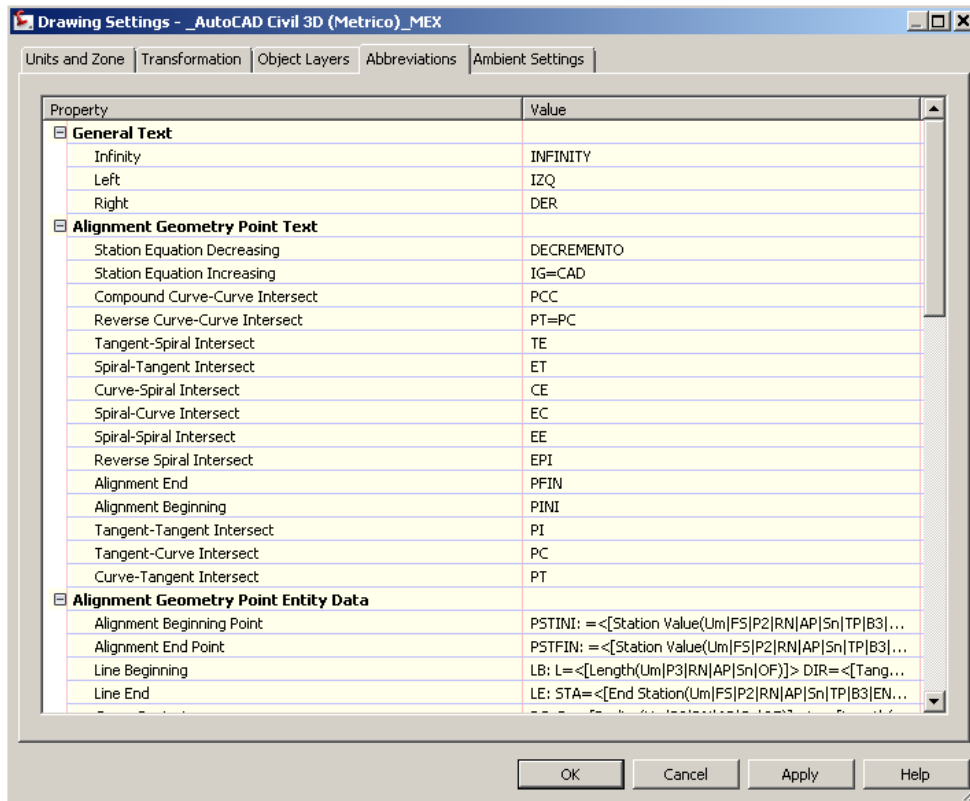 Drawing Settings - _AutoCAD Civil 3D (Metrico)_MEX
Units and Zone Transformation Object Layers Abbreviations Ambient Settings
Property Value
General Text
Infinity INFINITY
Left IZQ
Right DER
Alignment Geometry Point Text
Station Equation Decreasing DECREMENTO
Station Equation Increasing IG=CAD
Compound Curve-Curve Intersect PCC
Reverse Curve-Curve Intersect PT=PC
Tangent-Spiral Intersect TE
Spiral-Tangent Intersect ET
Curve-Spiral Intersect CE
Spiral-Curve Intersect EC
Spiral-Spiral Intersect EE
Reverse Spiral Intersect EPI
Alignment End PFIN
Alignment Beginning PINI
Tangent-Tangent Intersect PI
Tangent-Curve Intersect PC
Curve-Tangent Intersect PT
Alignment Geometry Point Entity Data
Alignment Beginning Point PSTINI: =<[Station Value(Um|FS|P2|RN|AP|Sn|TP|B3|...
Alignment End Point PSTFIN: =<[Station Value(Um|FS|P2|RN|AP|Sn|TP|B3|...
Line Beginning LB: L=<[Length(Um|P3|RN|AP|Sn|OF)]> DIR=<[Tang...
Line End LE: STA=<[End Station(Um|FS|P2|RN|AP|Sn|TP|B3|EN...
OK Cancel Apply Help